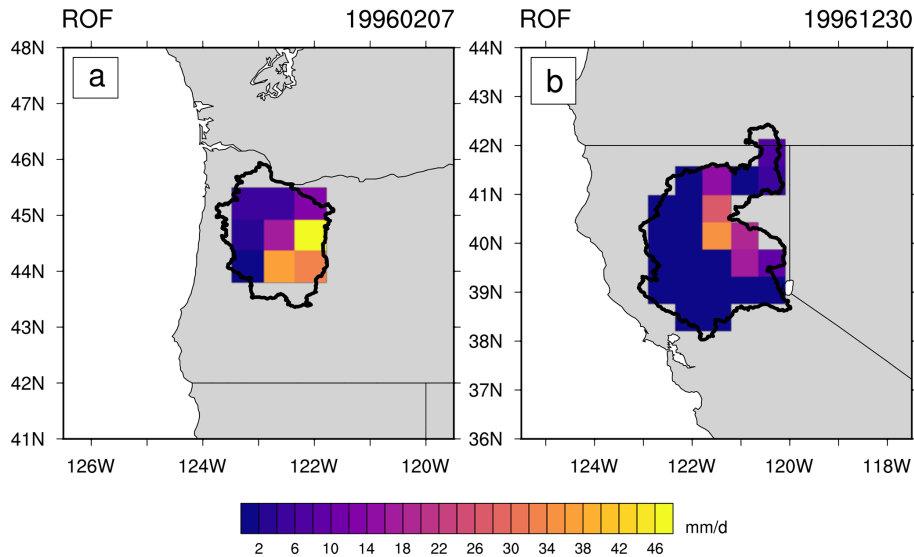 ROF 19960207
ROF 19961230
a
b
48N
47N
46N
45N
44N
43N
42N
41N
126W 124W 122W 120W
44N
43N
42N
41N
40N
39N
38N
37N
36N
124W 122W 120W 118W
2 6 10 14 18 22 26 30 34 38 42 46 mm/d